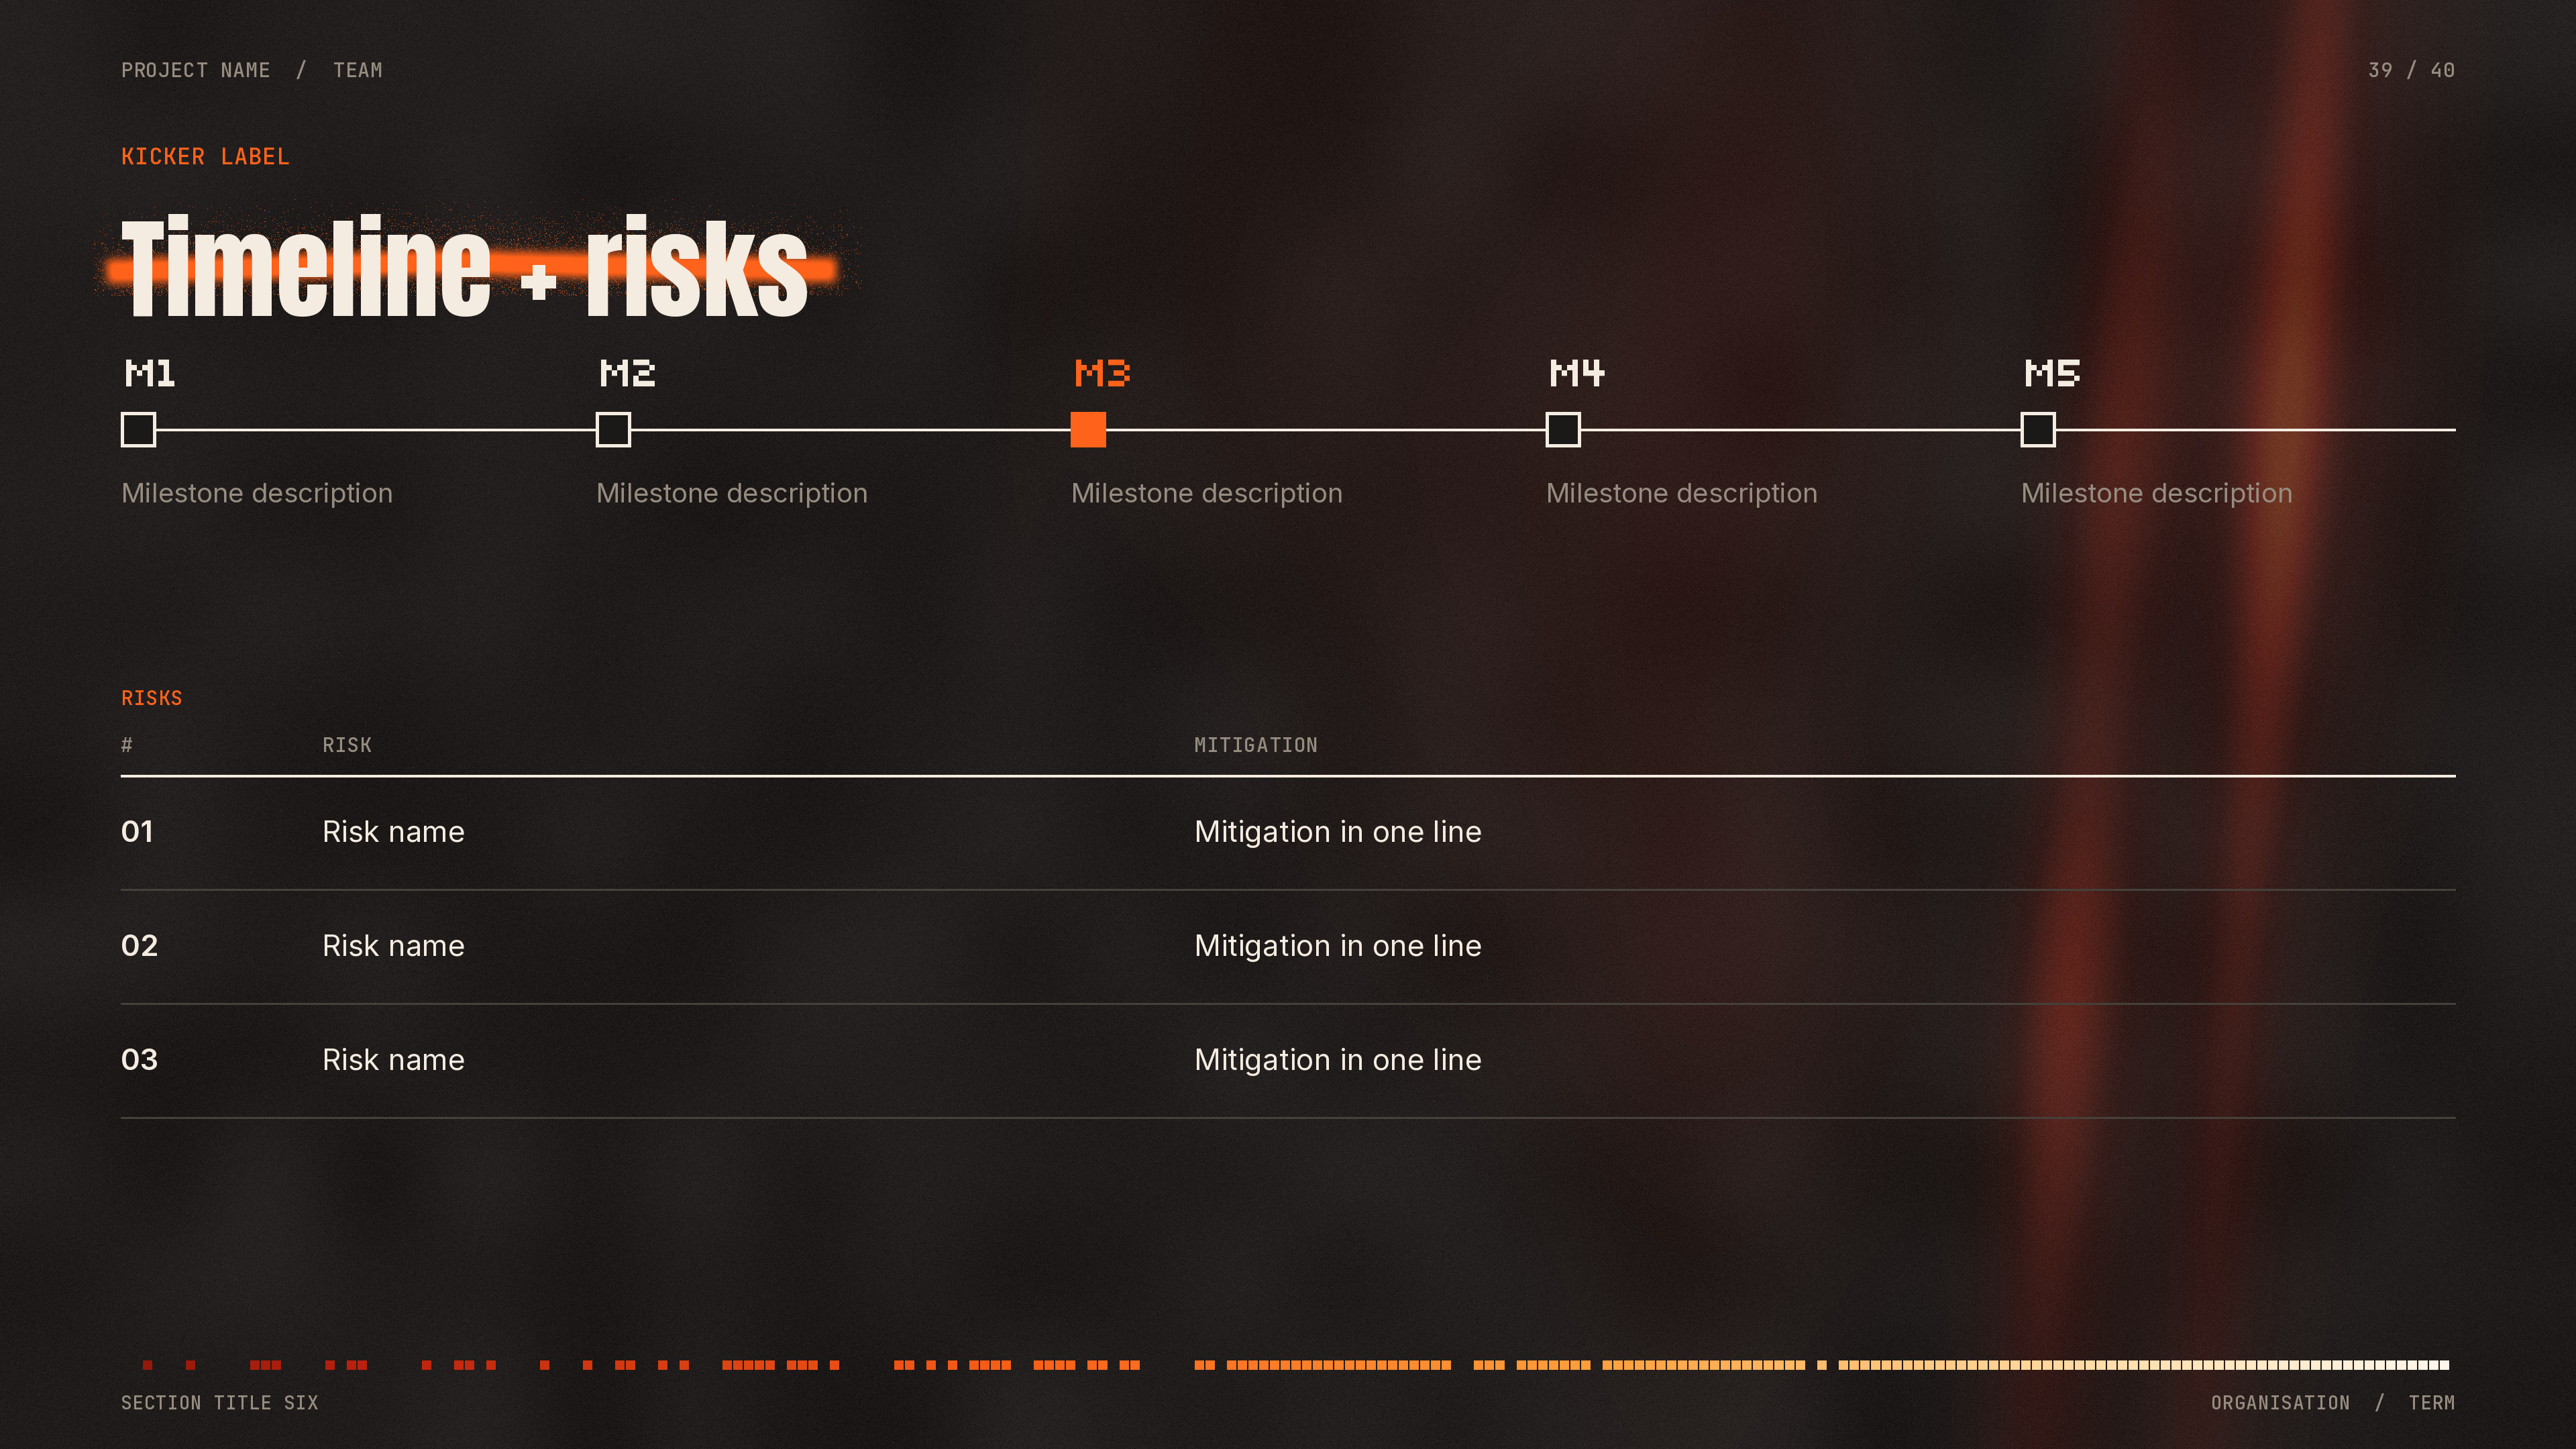 PROJECT NAME / TEAM
39 / 40
KICKER LABEL
Timeline + risks
M1 M2 M3 M4 M5
Milestone description Milestone description Milestone description Milestone description Milestone description
RISKS
# RISK MITIGATION
01 Risk name Mitigation in one line
02 Risk name Mitigation in one line
03 Risk name Mitigation in one line
SECTION TITLE SIX
ORGANISATION / TERM